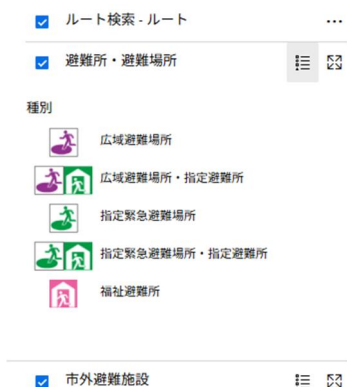 ルート検索 - ルート
避難所・避難場所
種別
広域避難場所
広域避難場所・指定避難所
指定緊急避難場所
指定緊急避難場所・指定避難所
福祉避難所
市外避難施設